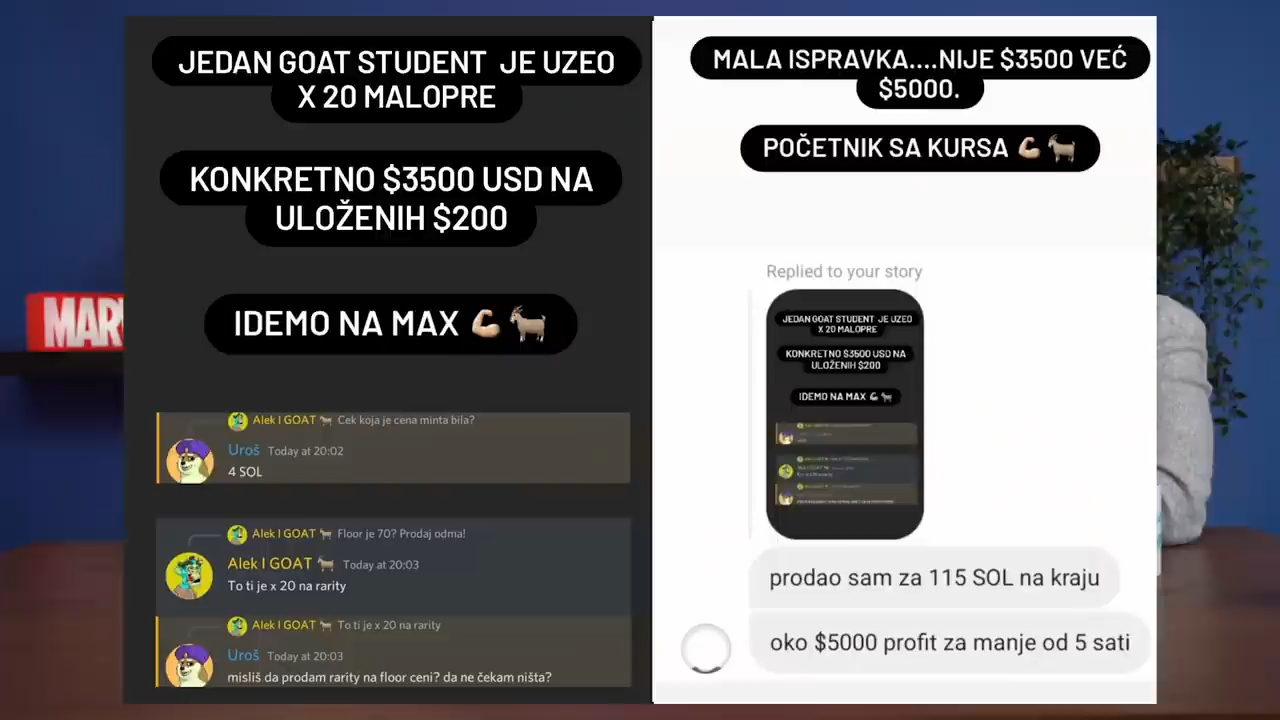 JEDAN GOAT STUDENT JE UZEO
X 20 MALOPRE
KONKRETNO $3500 USD NA
ULOŽENIH $200
IDEMO NA MAX 💪🏼🐐
Alek I GOAT 🐐 Cek koja je cena minta bila?
Uroš Today at 20:02
4 SOL
Alek I GOAT 🐐 Floor je 70? Prodaj odma!
Alek I GOAT 🐐 Today at 20:03
To ti je x 20 na rarity
Alek I GOAT 🐐 To ti je x 20 na rarity
Uroš Today at 20:03
misliš da prodam rarity na floor ceni? da ne čekam ništa?
MALA ISPRAVKA....NIJE $3500 VEĆ
$5000.
POČETNIK SA KURSA 💪🏼🐐
Replied to your story
JEDAN GOAT STUDENT JE UZEO
X 20 MALOPRE
KONKRETNO $3500 USD NA
ULOŽENIH $200
IDEMO NA MAX 💪🏼🐐
prodao sam za 115 SOL na kraju
oko $5000 profit za manje od 5 sati
MAR